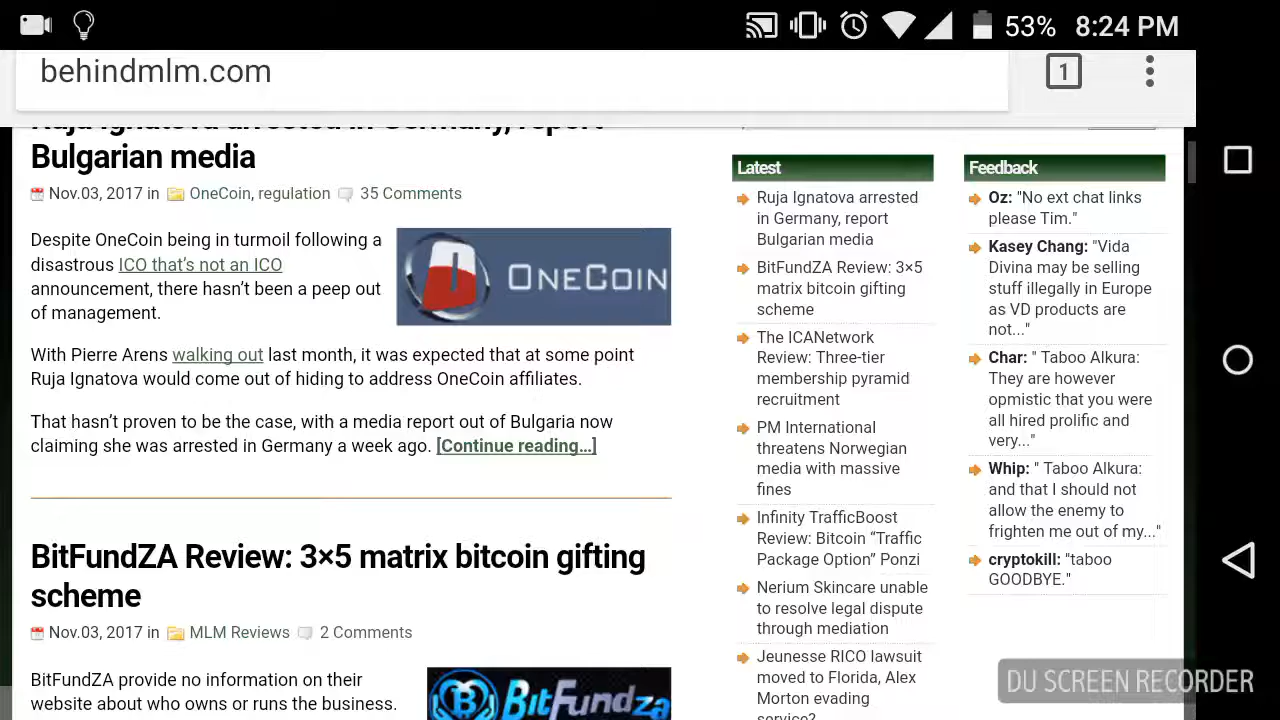 53% 8:24 PM
behindmlm.com
1
Ruja Ignatova arrested in Germany, report
Bulgarian media
Nov.03, 2017 in OneCoin, regulation 35 Comments
Despite OneCoin being in turmoil following a
disastrous ICO that's not an ICO
announcement, there hasn't been a peep out
of management.
ONECOIN
With Pierre Arens walking out last month, it was expected that at some point
Ruja Ignatova would come out of hiding to address OneCoin affiliates.
That hasn't proven to be the case, with a media report out of Bulgaria now
claiming she was arrested in Germany a week ago. [Continue reading...]
BitFundZA Review: 3×5 matrix bitcoin gifting
scheme
Nov.03, 2017 in MLM Reviews 2 Comments
BitFundZA provide no information on their
website about who owns or runs the business.
BitFundza
Latest
Ruja Ignatova arrested
in Germany, report
Bulgarian media
BitFundZA Review: 3×5
matrix bitcoin gifting
scheme
The ICANetwork
Review: Three-tier
membership pyramid
recruitment
PM International
threatens Norwegian
media with massive
fines
Infinity TrafficBoost
Review: Bitcoin “Traffic
Package Option” Ponzi
Nerium Skincare unable
to resolve legal dispute
through mediation
Jeunesse RICO lawsuit
moved to Florida, Alex
Morton evading
service?
Feedback
Oz: "No ext chat links
please Tim."
Kasey Chang: "Vida
Divina may be selling
stuff illegally in Europe
as VD products are
not..."
Char: " Taboo Alkura:
They are however
opmistic that you were
all hired prolific and
very..."
Whip: " Taboo Alkura:
and that I should not
allow the enemy to
frighten me out of my..."
cryptokill: "taboo
GOODBYE."
DU SCREEN RECORDER